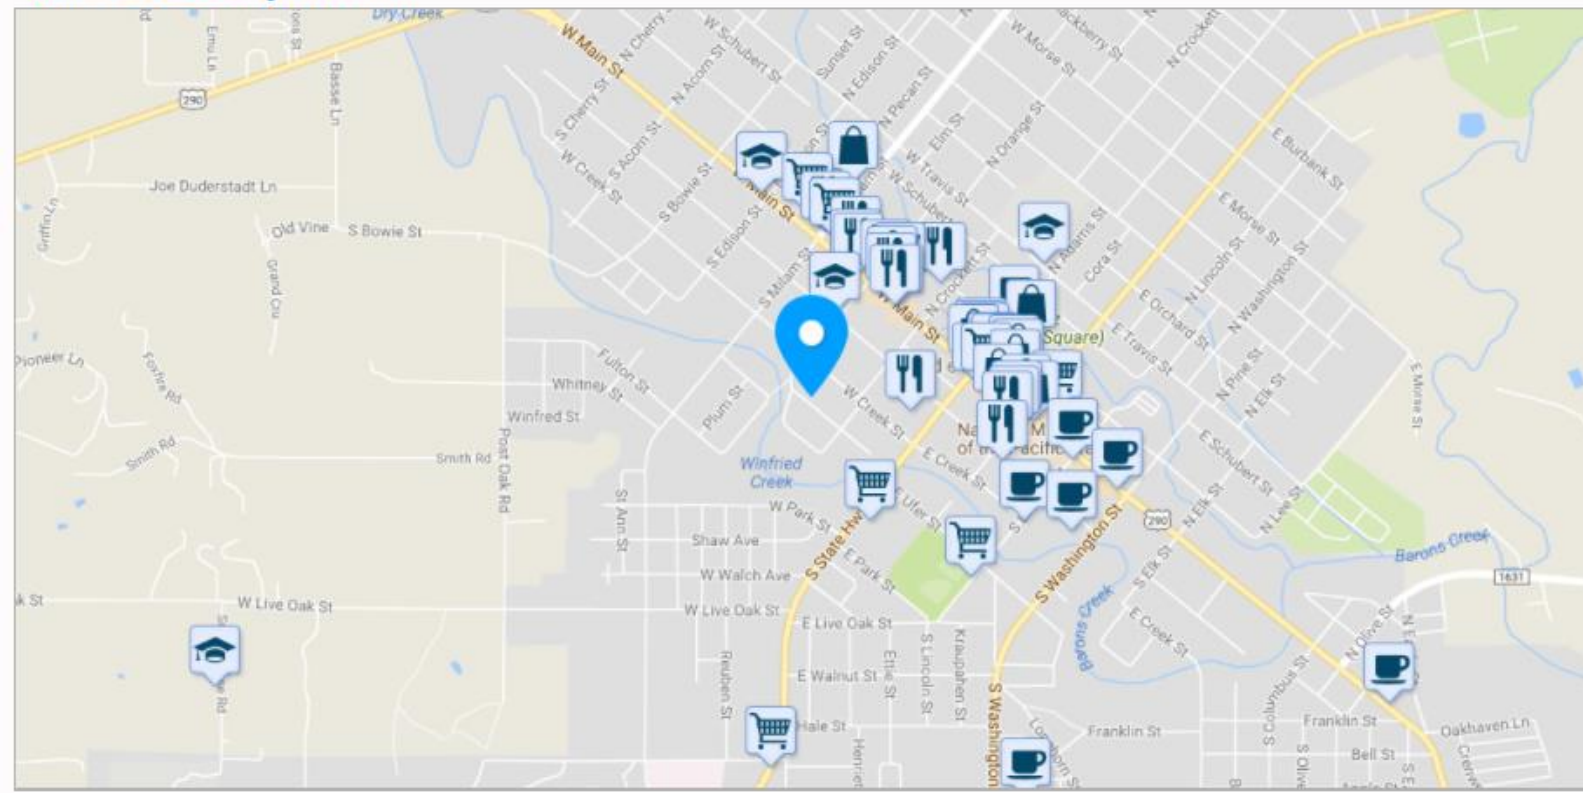 Dry Creek
W Main St
N Cherry St
W Schubert St
Sunset St
N Edison St
W Morse St
N Crockett
Emu Ln
Basse Ln
290
S Cherry St
N Acorn St
N Pecan St
Elm St
N Orange St
S Acorn St
W Creek St
W Travis St
E Burbank St
Joe Duderstadt Ln
S Bowie St
W Schubert
Main St
Griffin Ln
Old Vine
S Bowie St
S Edison St
N Adams St
E Morse St
Cora St
N Lincoln St
N Washington St
Grand Cru
S Milam St
N Crockett St
E Orchard St
W Main St
Square)
E Travis St
Pioneer Ln
Foxfire Rd
Fulton St
Whitney St
Winfred St
Plum St
W Creek St
N Pine St
N Elk St
E Morse St
Smith Rd
Smith Rd
Post Oak Rd
Winfried
Creek
E Creek St
E Schubert St
St Ann St
W Park St
E Ufer St
290
N Elk St
N Lee St
Shaw Ave
S State Hw
E Park St
S Washington St
Barons Creek
1631
W Walch Ave
S Elk St
W Live Oak St
W Live Oak St
E Live Oak St
Barons Creek
E Creek St
N Olive St
Reuben St
E Walnut St
Ettie St
S Lincoln St
Kraupahen St
S Columbus St
S Washington
Hale St
Franklin St
Franklin St
Oakhaven Ln
Bell St